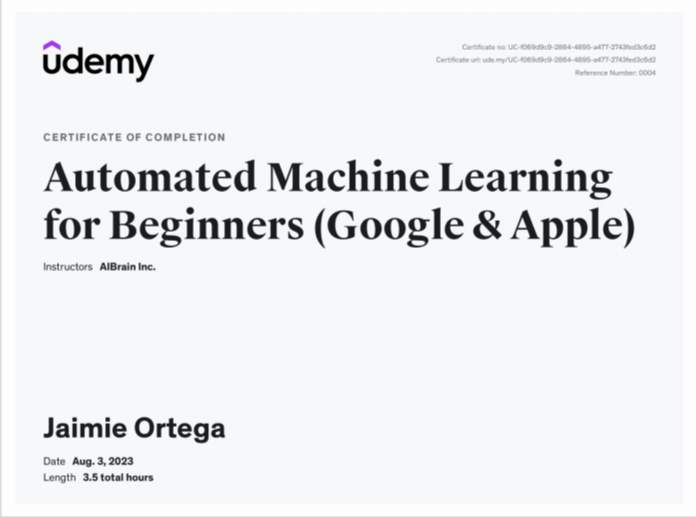 udemy
Certificate no: UC-f069d9c9-2884-4895-a477-2743fed3c6d2
Certificate url: ude.my/UC-f069d9c9-2884-4895-a477-2743fed3c6d2
Reference Number: 0004
CERTIFICATE OF COMPLETION
Automated Machine Learning
for Beginners (Google & Apple)
Instructors AIBrain Inc.
Jaimie Ortega
Date Aug. 3, 2023
Length 3.5 total hours